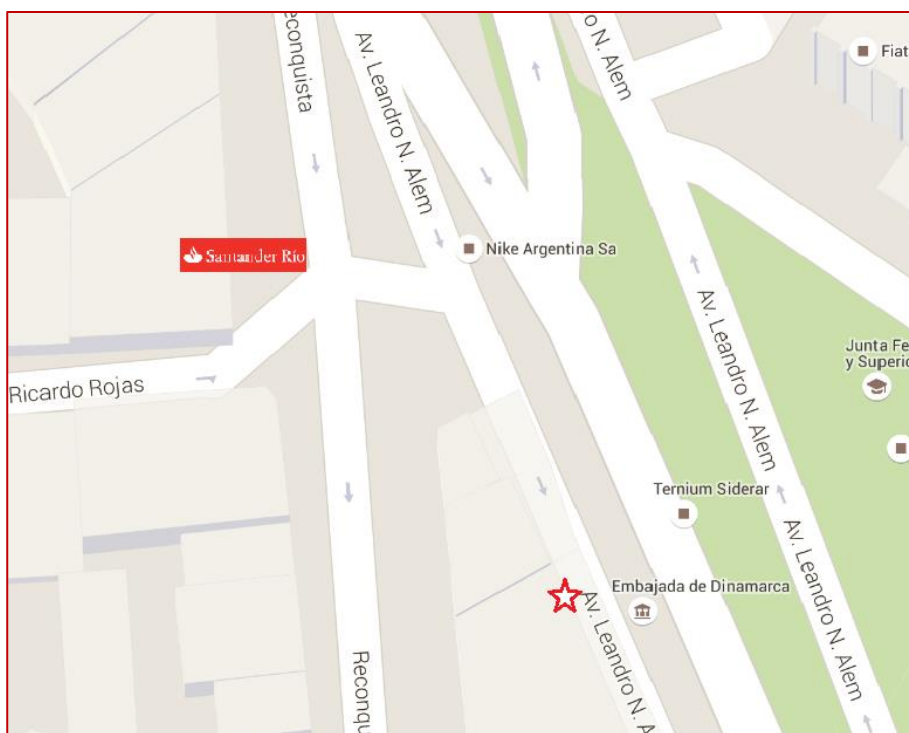 Reconquista
Av. Leandro N. Alem
o N. Alem
Fiat
Santander Río
Nike Argentina Sa
Av. Leandro N. Alem
Junta Fe
y Superio
Ricardo Rojas
Ternium Siderar
Av. Leandro N. Alem
Embajada de Dinamarca
Av. Leandro N. A
Reconqu